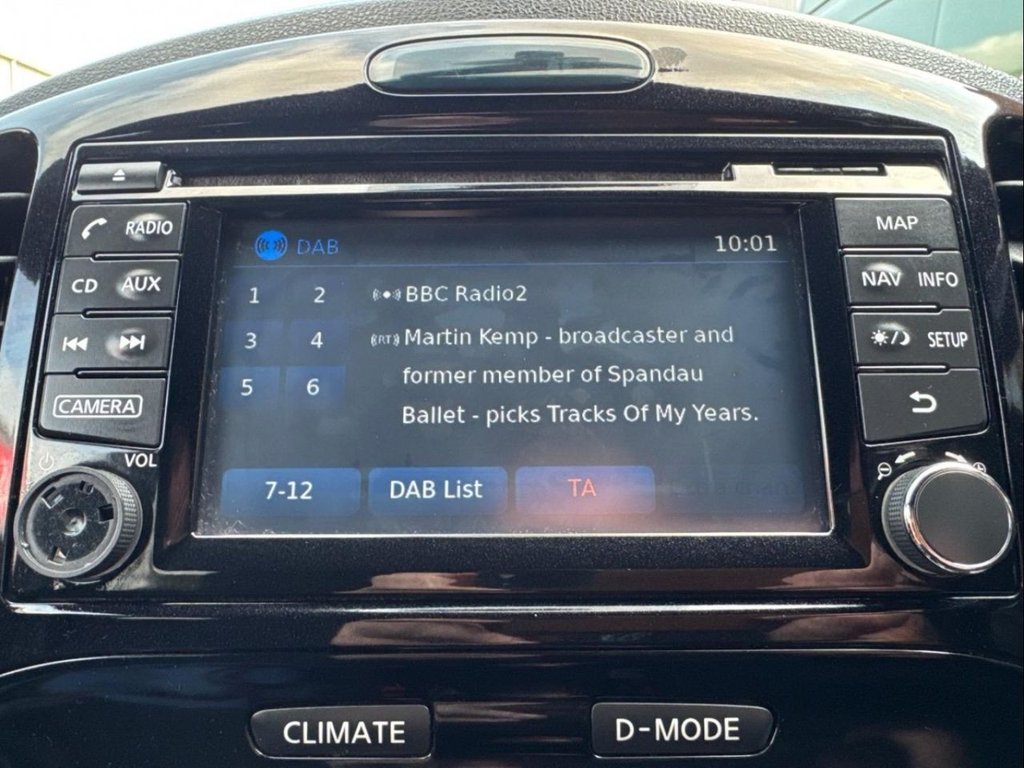 RADIO
CD AUX
CAMERA
VOL
DAB 10:01
1 2
3 4
5 6
BBC Radio2
RT Martin Kemp - broadcaster and
former member of Spandau
Ballet - picks Tracks Of My Years.
7-12 DAB List TA
MAP
NAV INFO
SETUP
CLIMATE D-MODE